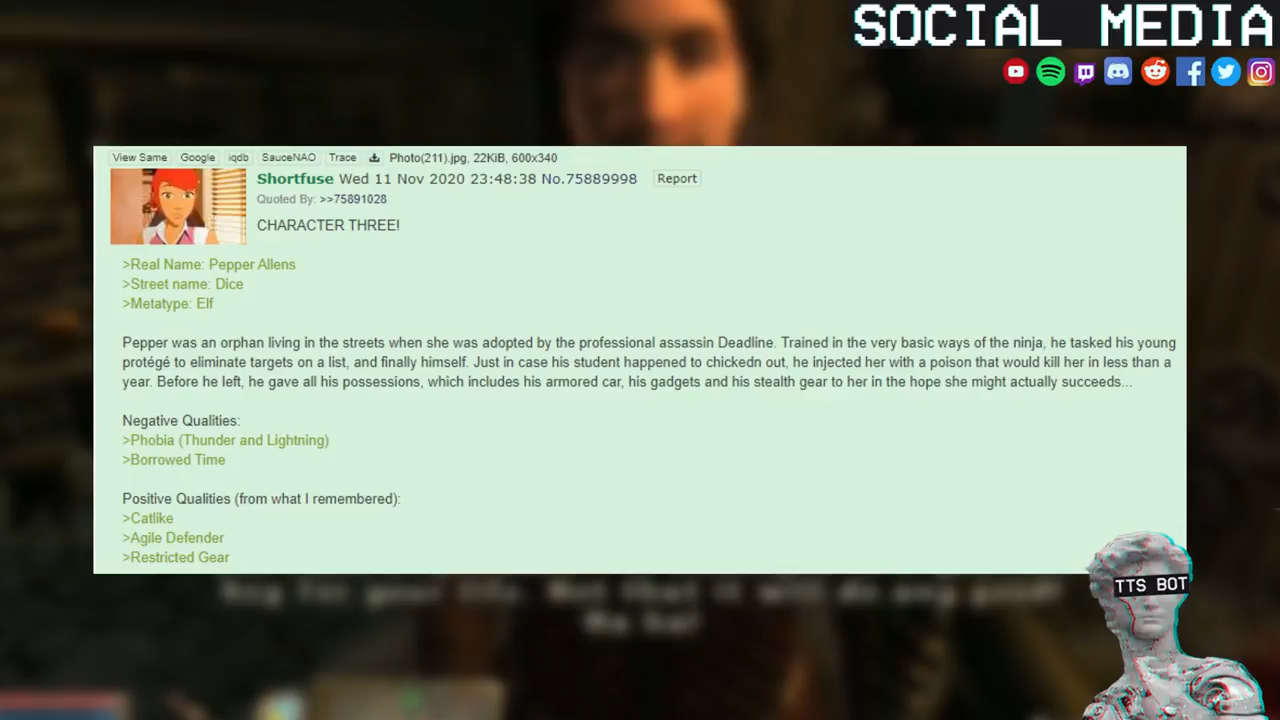 SOCIAL MEDIA
View Same Google iqdb SauceNAO Trace Photo(211).jpg, 22KiB, 600x340
Shortfuse Wed 11 Nov 2020 23:48:38 No.75889998 Report
Quoted By: >>75891028
CHARACTER THREE!
>Real Name: Pepper Allens
>Street name: Dice
>Metatype: Elf
Pepper was an orphan living in the streets when she was adopted by the professional assassin Deadline. Trained in the very basic ways of the ninja, he tasked his young
protégé to eliminate targets on a list, and finally himself. Just in case his student happened to chickedn out, he injected her with a poison that would kill her in less than a
year. Before he left, he gave all his possessions, which includes his armored car, his gadgets and his stealth gear to her in the hope she might actually succeeds...
Negative Qualities:
>Phobia (Thunder and Lightning)
>Borrowed Time
Positive Qualities (from what I remembered):
>Catlike
>Agile Defender
>Restricted Gear
TTS BOT